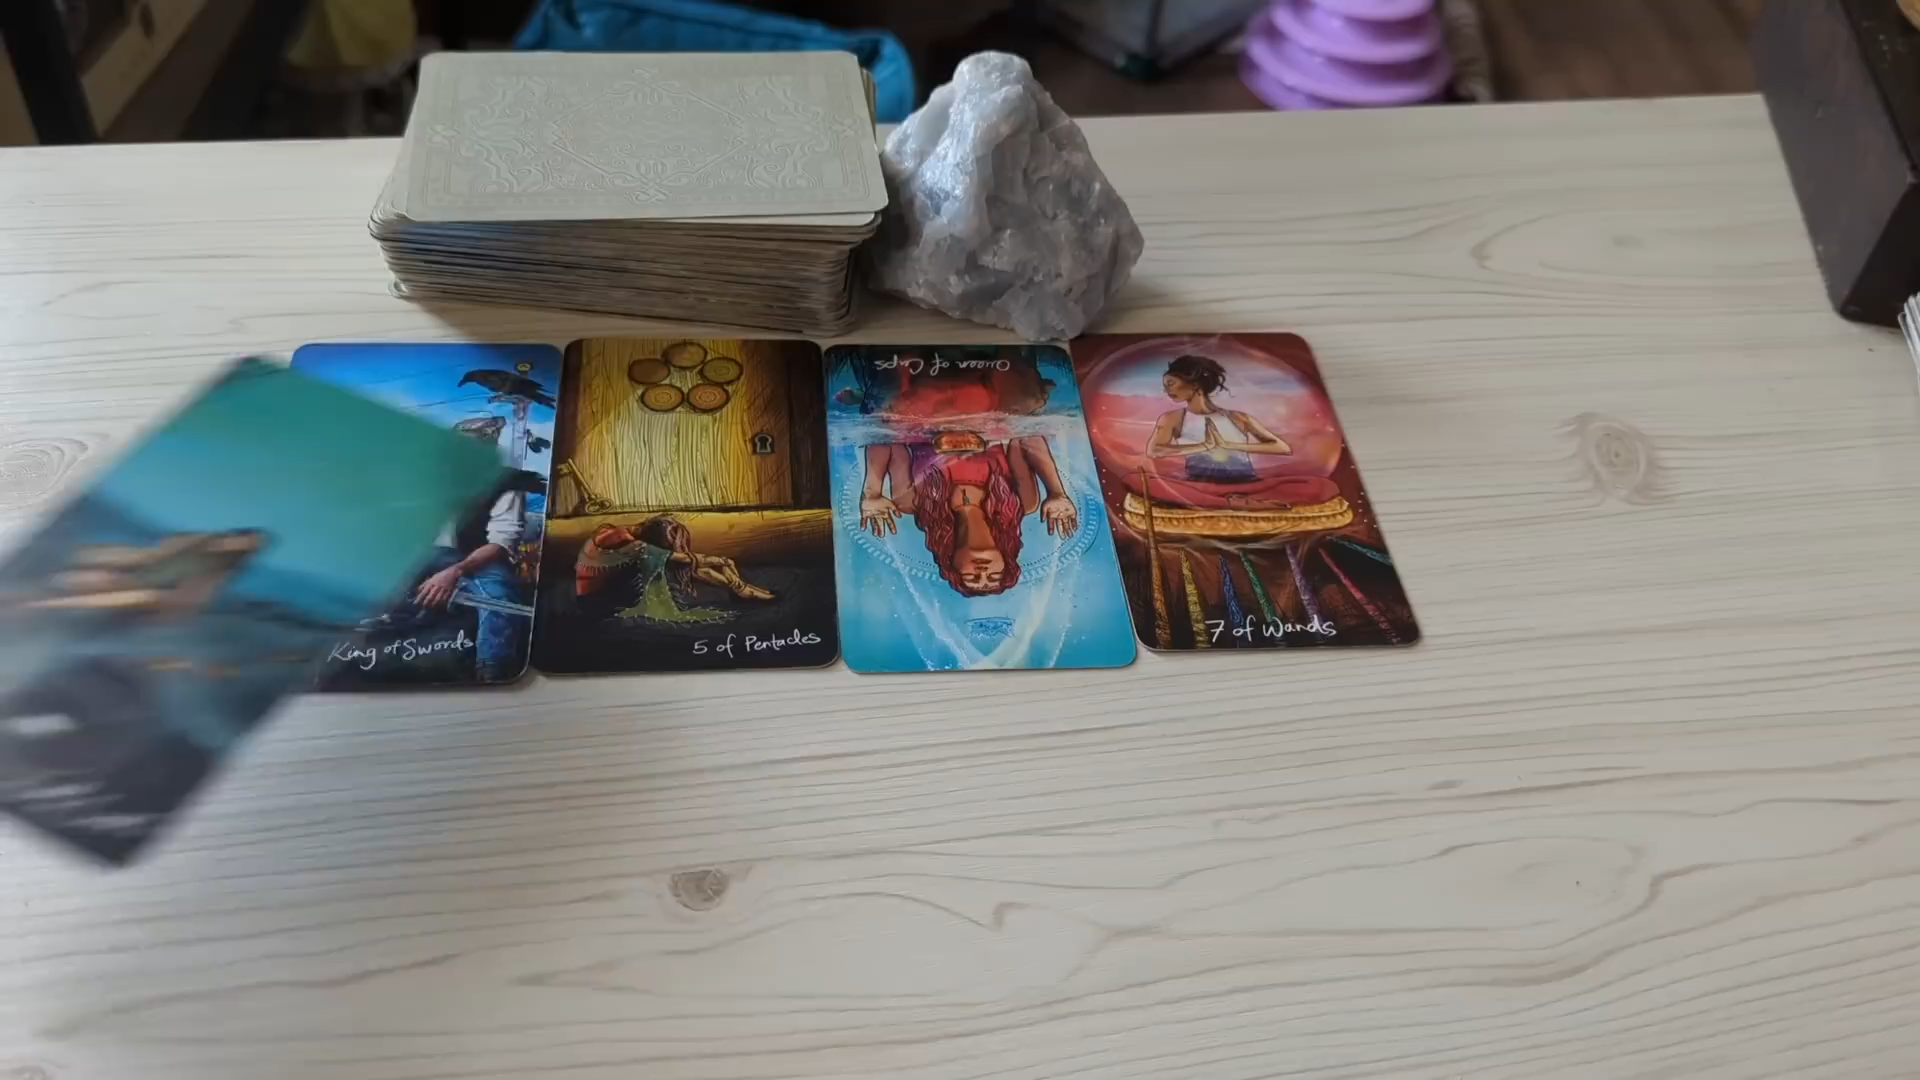 King of Swords
5 of Pentacles
Queen of Cups
7 of Wands